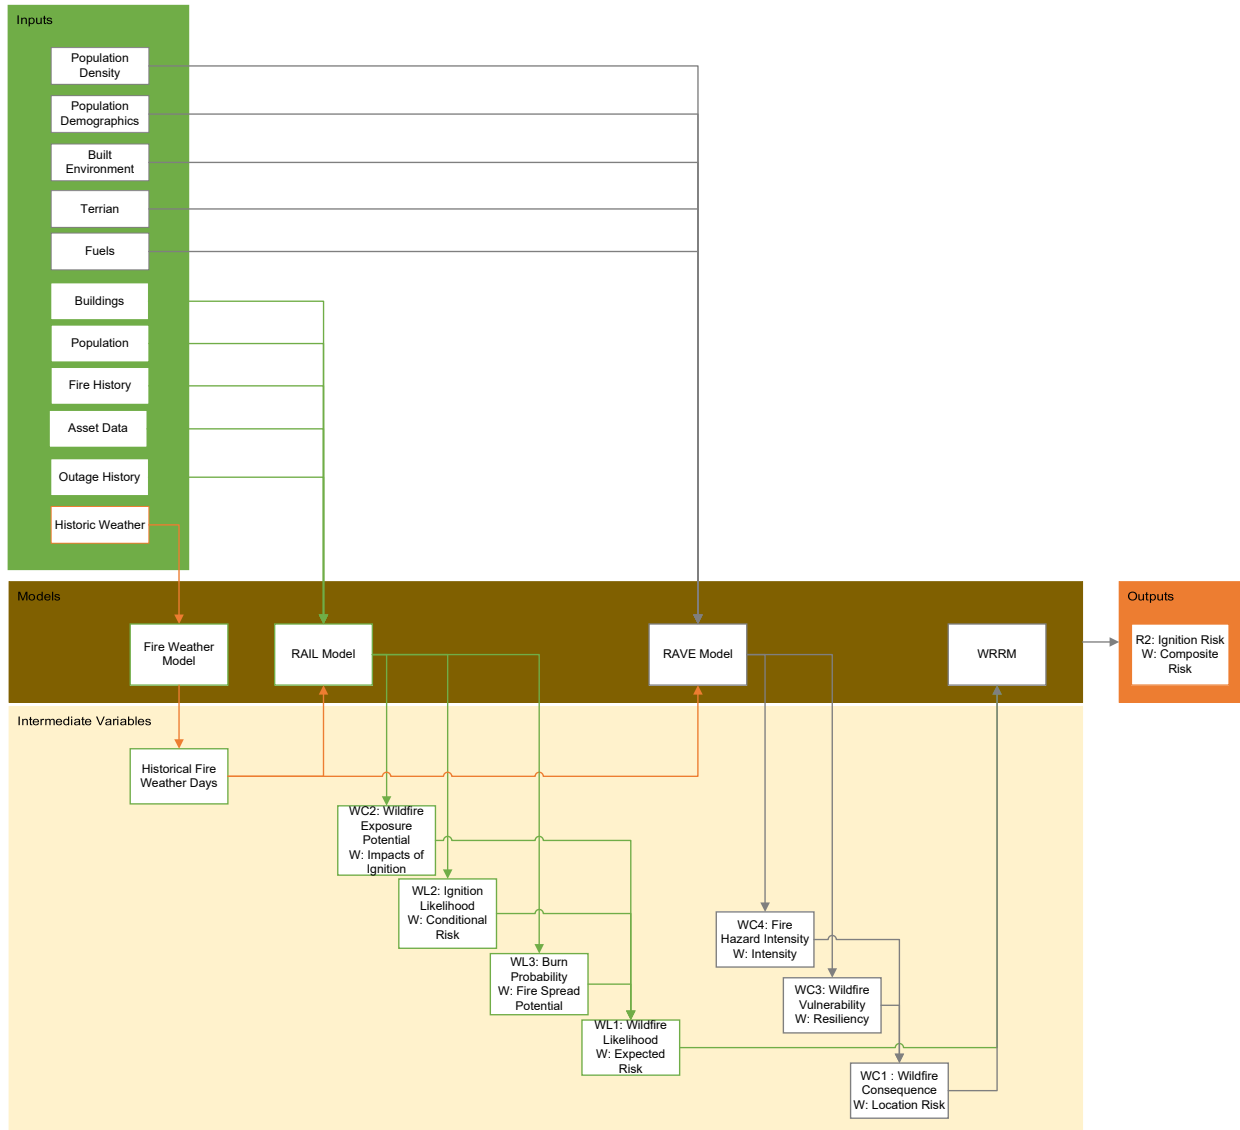 Inputs
Population
Density
Population
Demographics
Built
Environment
Terrian
Fuels
Buildings
Population
Fire History
Asset Data
Outage History
Historic Weather
Models
Fire Weather
Model
RAIL Model
RAVE Model
WRRM
Outputs
R2: Ignition Risk
W: Composite
Risk
Intermediate Variables
Historical Fire
Weather Days
WC2: Wildfire
Exposure
Potential
W: Impacts of
Ignition
WL2: Ignition
Likelihood
W: Conditional
Risk
WL3: Burn
Probability
W: Fire Spread
Potential
WL1: Wildfire
Likelihood
W: Expected
Risk
WC4: Fire
Hazard Intensity
W: Intensity
WC3: Wildfire
Vulnerability
W: Resiliency
WC1 : Wildfire
Consequence
W: Location Risk